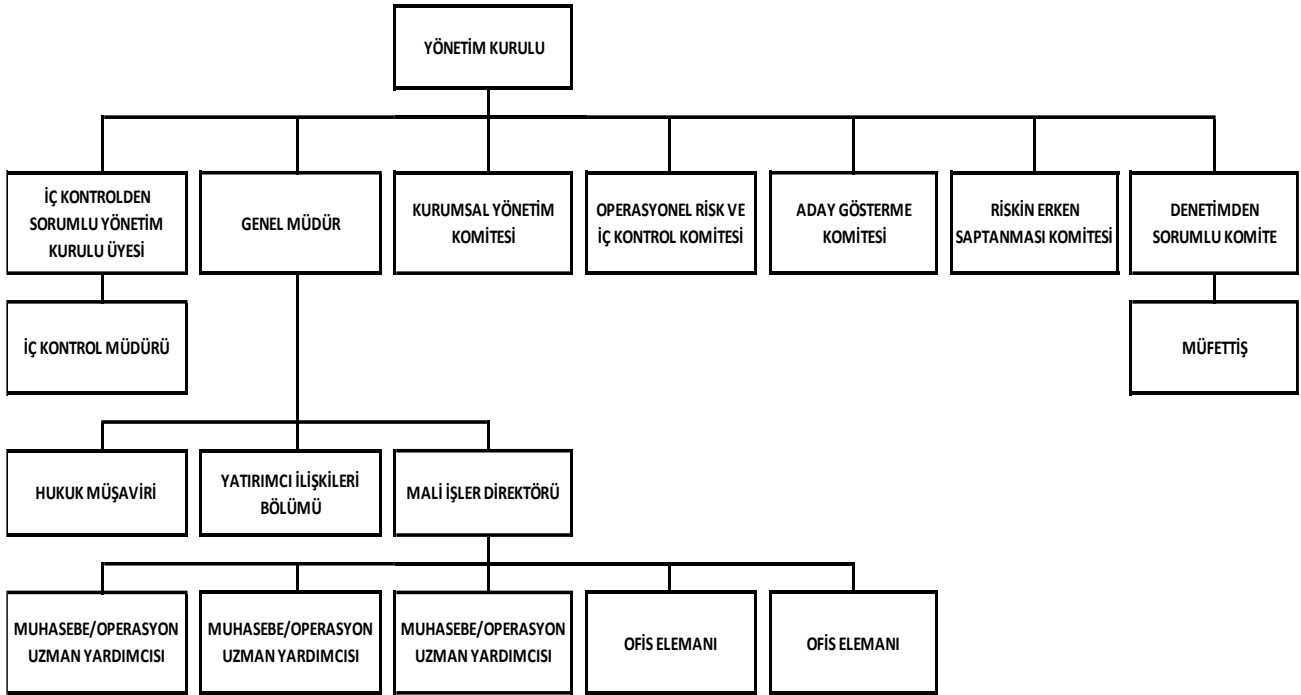 YÖNETİM KURULU
İÇ KONTROLDEN
SORUMLU YÖNETİM
KURULU ÜYESİ
GENEL MÜDÜR
KURUMSAL YÖNETİM
KOMİTESİ
OPERASYONEL RİSK VE
İÇ KONTROL KOMİTESİ
ADAY GÖSTERME
KOMİTESİ
RİSKİN ERKEN
SAPTANMASI KOMİTESİ
DENETİMDEN
SORUMLU KOMİTE
İÇ KONTROL MÜDÜRÜ
MÜFETTİŞ
HUKUK MÜŞAVİRİ
YATIRIMCI İLİŞKİLERİ
BÖLÜMÜ
MALİ İŞLER DİREKTÖRÜ
MUHASEBE/OPERASYON
UZMAN YARDIMCISI
MUHASEBE/OPERASYON
UZMAN YARDIMCISI
MUHASEBE/OPERASYON
UZMAN YARDIMCISI
OFİS ELEMANI
OFİS ELEMANI